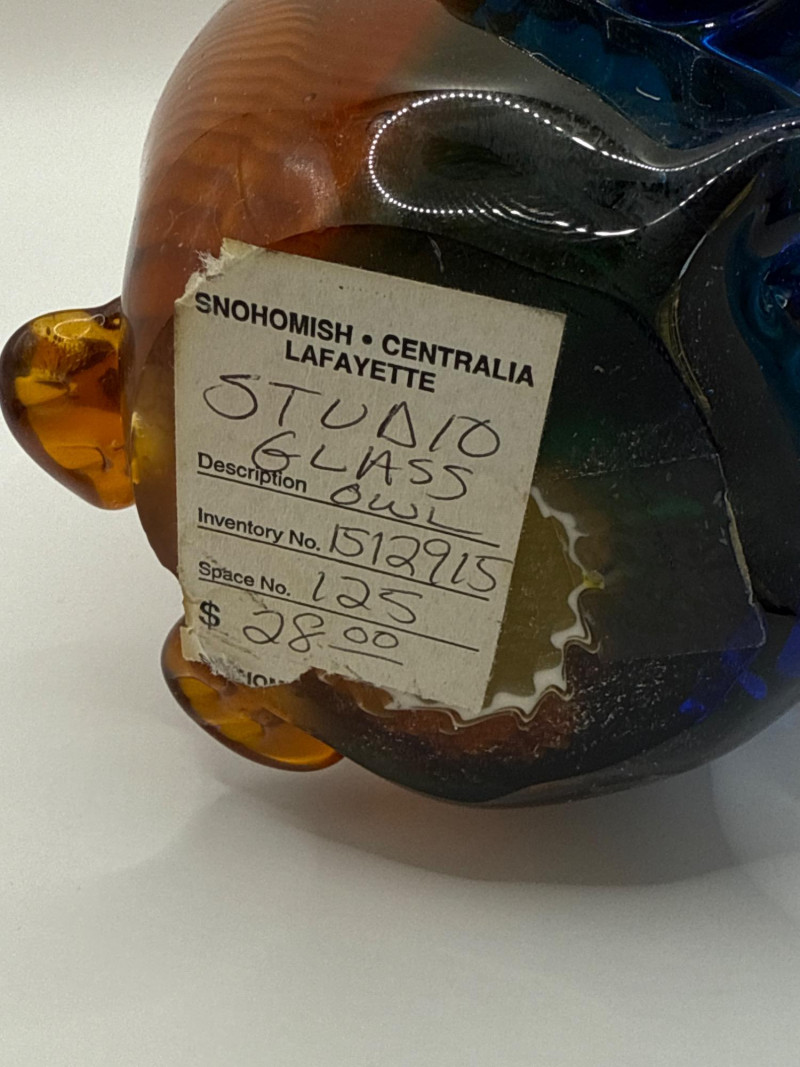 SNOHOMISH • CENTRALIA
LAFAYETTE
STUDIO
GLASS
Description OWL
Inventory No. 1512915
Space No. 125
$ 28.00